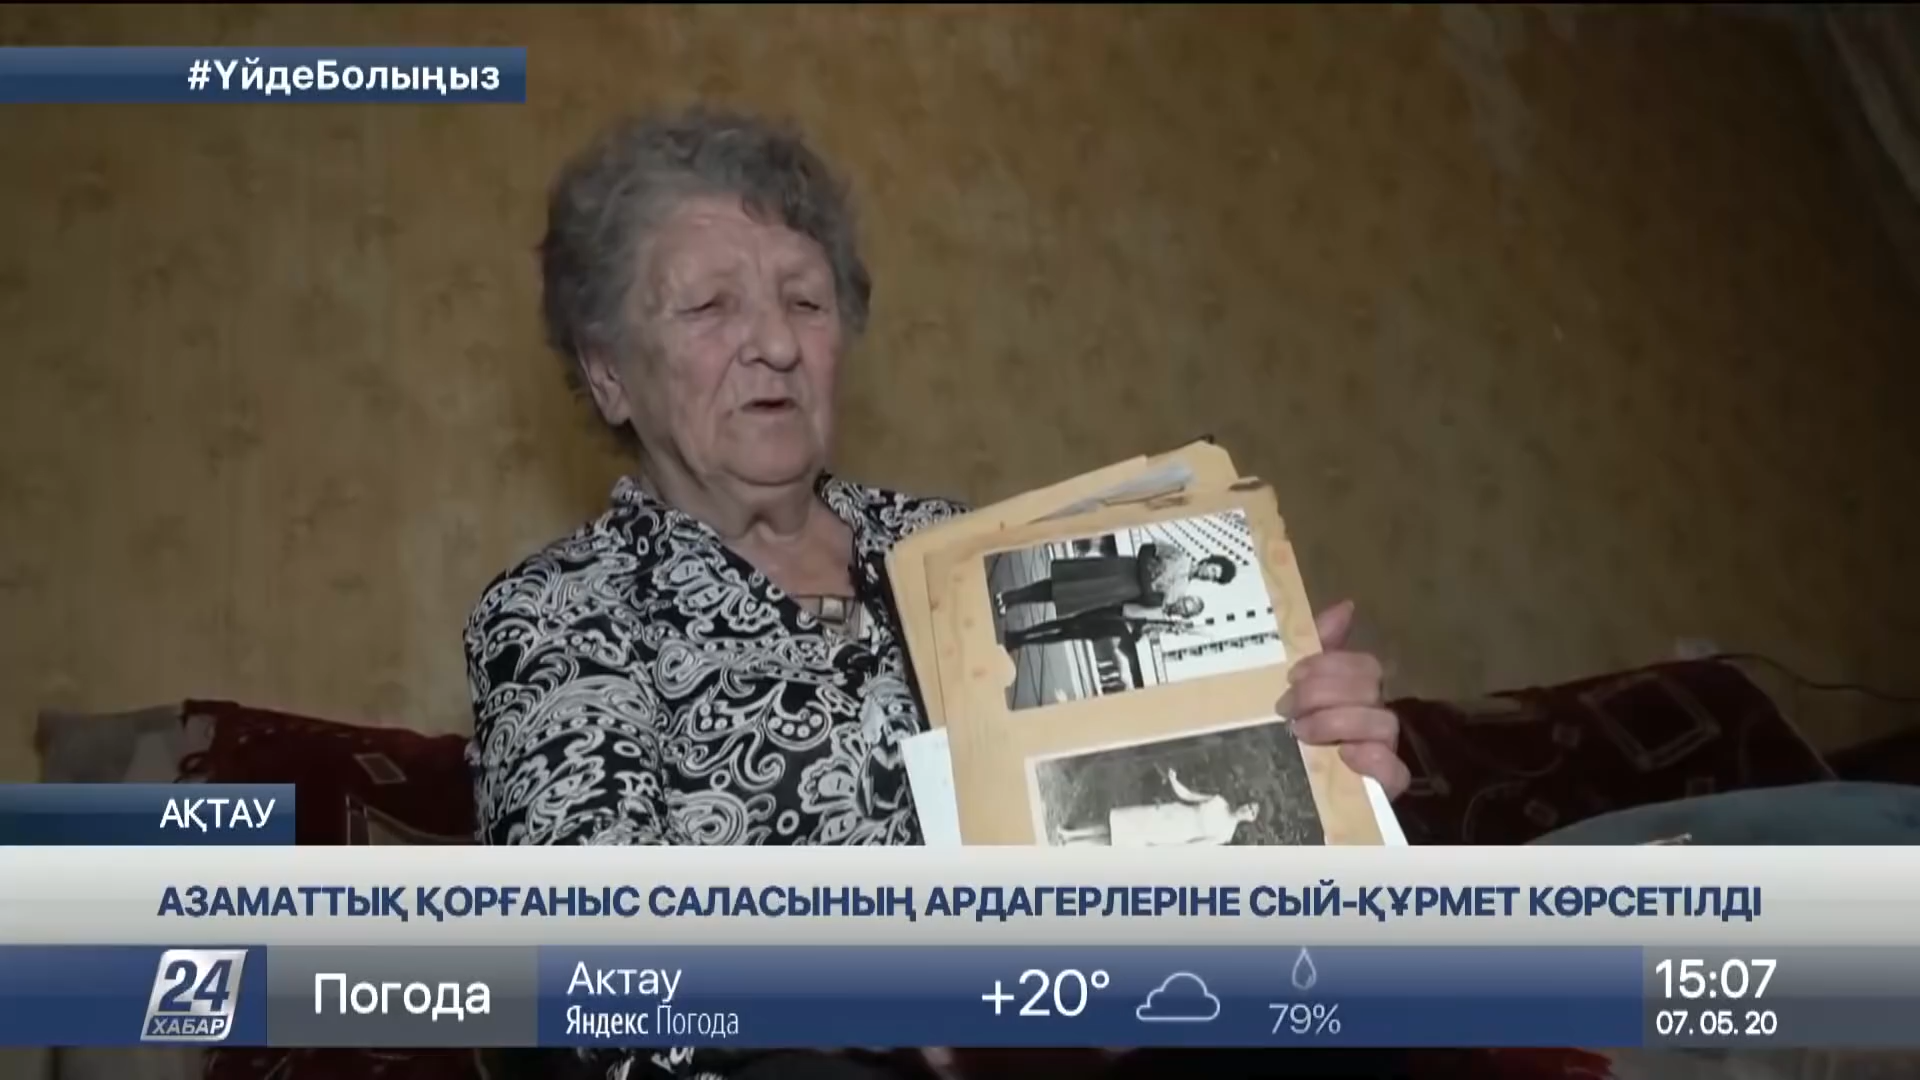 #ҮйдеБолыңыз
АҚТАУ
АЗАМАТТЫҚ ҚОРҒАНЫС САЛАСЫНЫҢ АРДАГЕРЛЕРІНЕ СЫЙ-ҚҰРМЕТ КӨРСЕТІЛДІ
24
ХАБАР
Погода
Актау
Яндекс Погода
+20°
79%
15:07
07. 05. 20